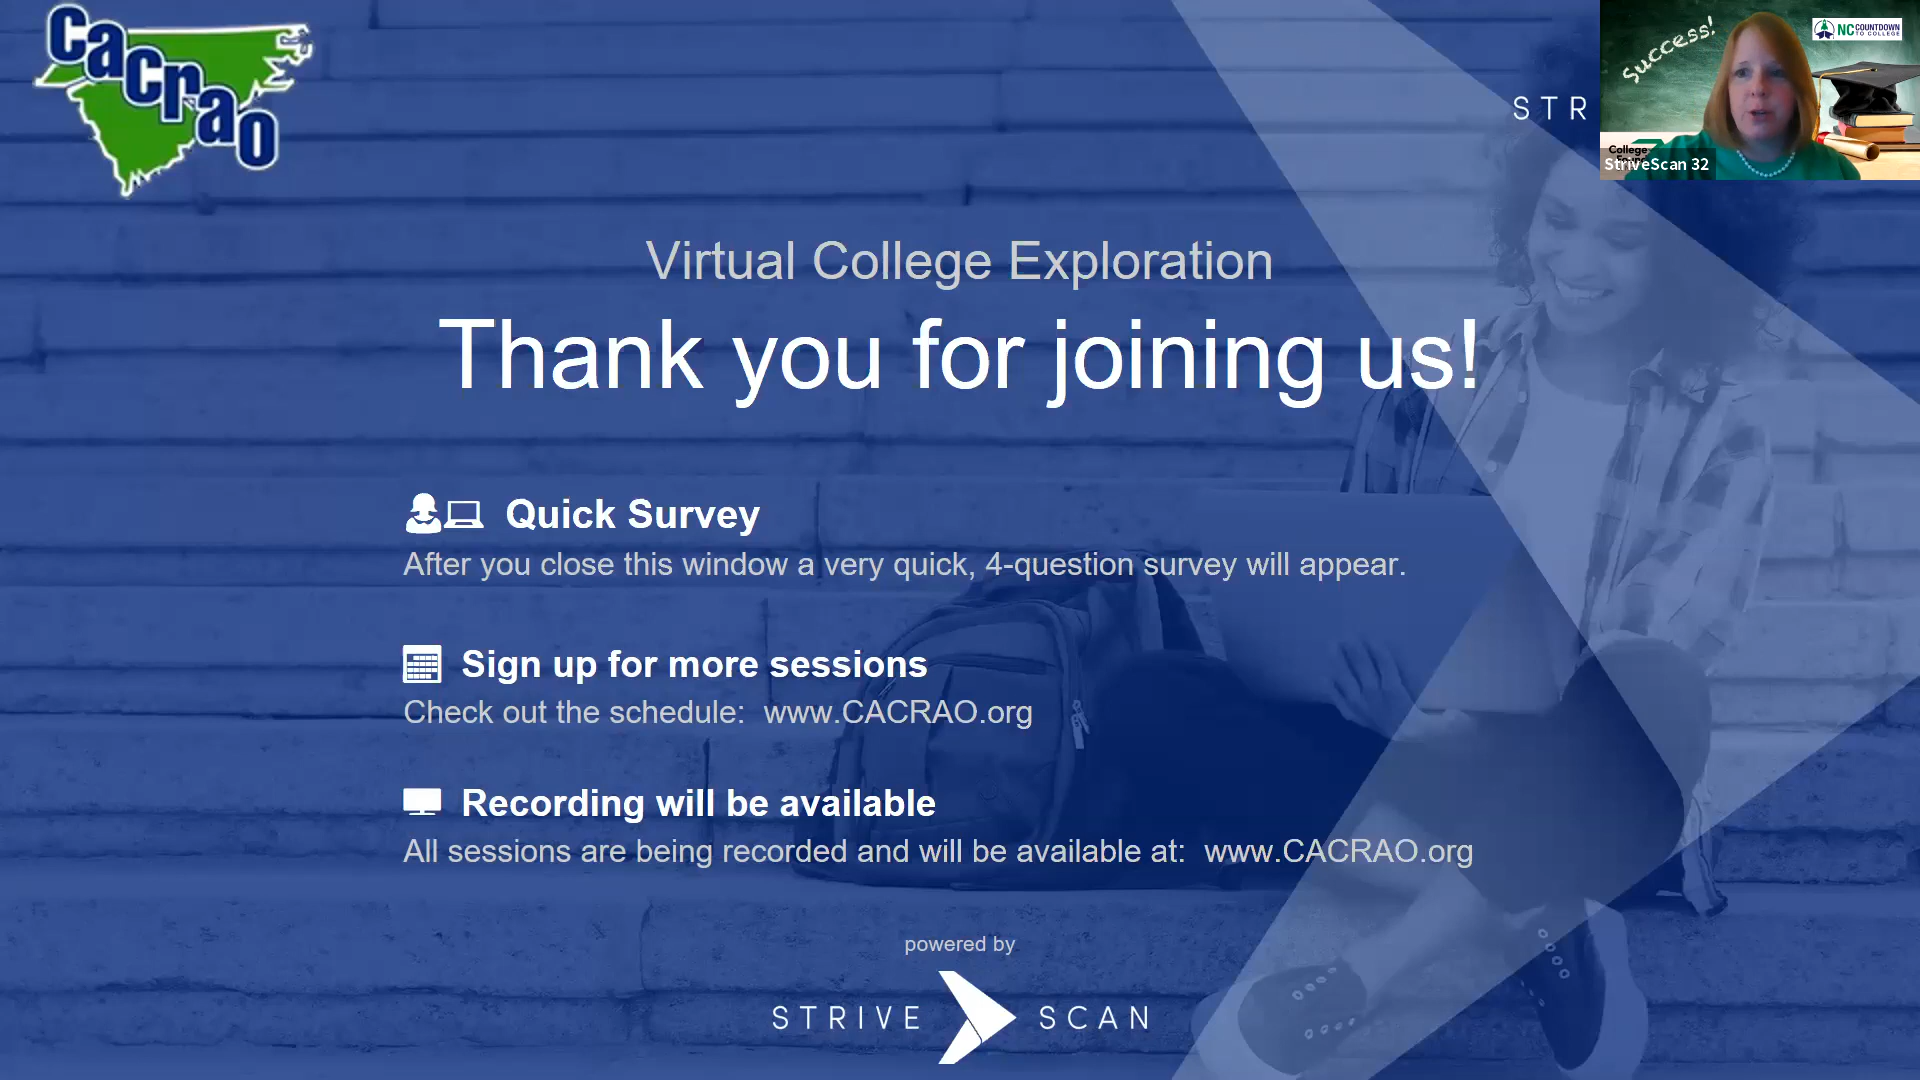 CaCraO
STR
Success!
NC COUNTDOWN
TO COLLEGE
College
StriveScan 32
Virtual College Exploration
Thank you for joining us!
Quick Survey
After you close this window a very quick, 4-question survey will appear.
Sign up for more sessions
Check out the schedule: www.CACRAO.org
Recording will be available
All sessions are being recorded and will be available at: www.CACRAO.org
powered by
STRIVE SCAN